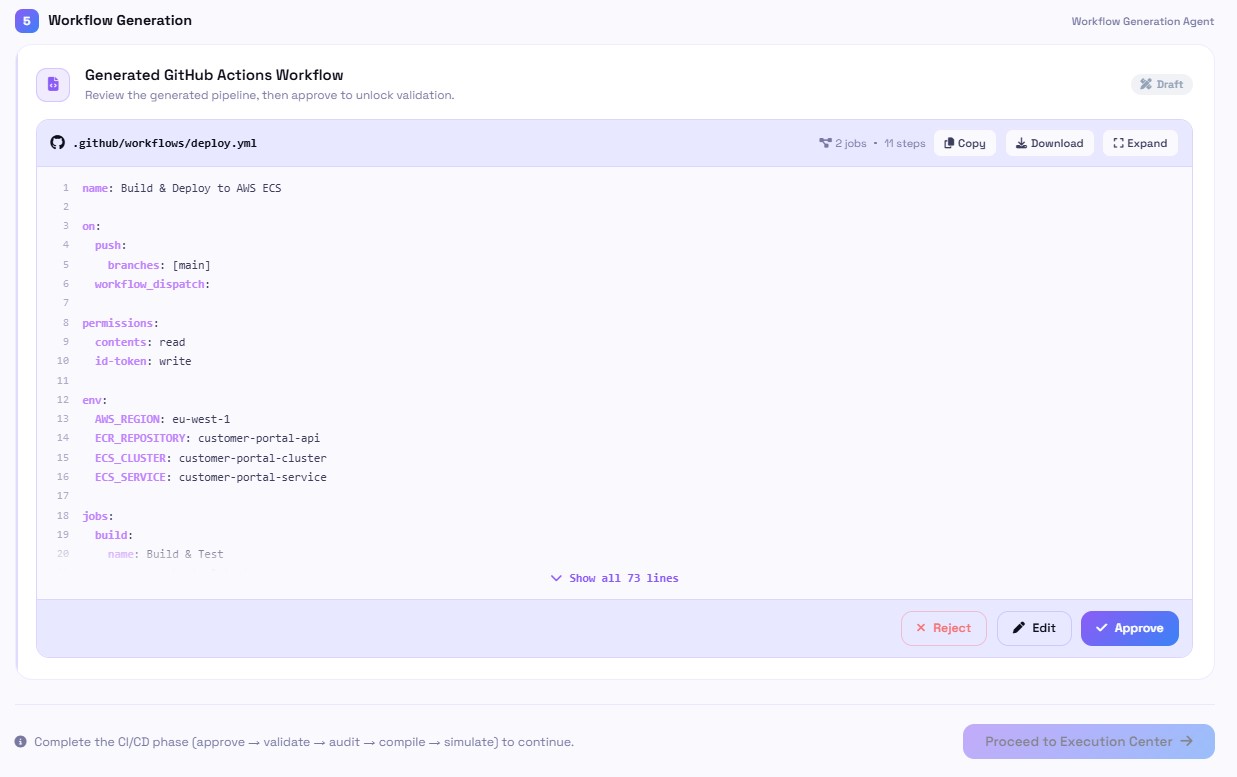 5 Workflow Generation
Workflow Generation Agent
Generated GitHub Actions Workflow
Review the generated pipeline, then approve to unlock validation.
Draft
.github/workflows/deploy.yml
2 jobs • 11 steps
Copy
Download
Expand
1 name: Build & Deploy to AWS ECS
2
3 on:
4   push:
5     branches: [main]
6   workflow_dispatch:
7
8 permissions:
9   contents: read
10   id-token: write
11
12 env:
13   AWS_REGION: eu-west-1
14   ECR_REPOSITORY: customer-portal-api
15   ECS_CLUSTER: customer-portal-cluster
16   ECS_SERVICE: customer-portal-service
17
18 jobs:
19   build:
20     name: Build & Test
Show all 73 lines
Reject
Edit
Approve
Complete the CI/CD phase (approve → validate → audit → compile → simulate) to continue.
Proceed to Execution Center →